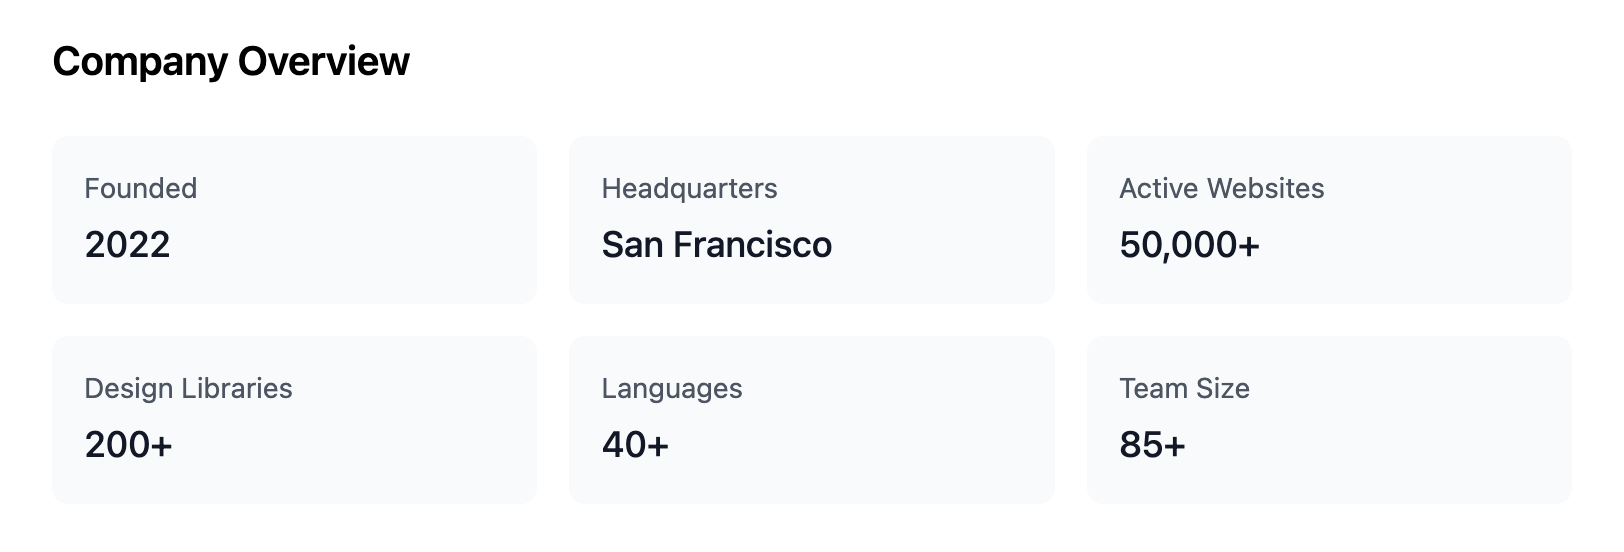 Company Overview
Founded
2022
Headquarters
San Francisco
Active Websites
50,000+
Design Libraries
200+
Languages
40+
Team Size
85+